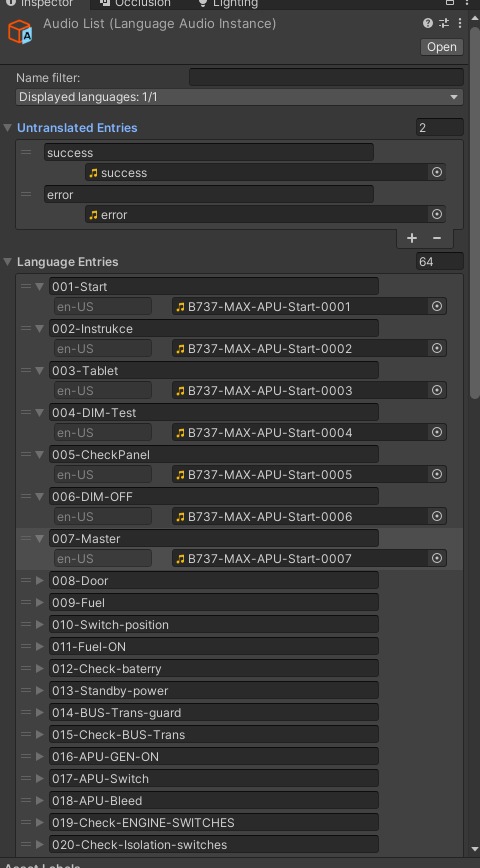 Inspector Occlusion Lighting
Audio List (Language Audio Instance)
Open
Name filter:
Displayed languages: 1/1
Untranslated Entries 2
success
success
error
error
Language Entries 64
001-Start
en-US B737-MAX-APU-Start-0001
002-Instrukce
en-US B737-MAX-APU-Start-0002
003-Tablet
en-US B737-MAX-APU-Start-0003
004-DIM-Test
en-US B737-MAX-APU-Start-0004
005-CheckPanel
en-US B737-MAX-APU-Start-0005
006-DIM-OFF
en-US B737-MAX-APU-Start-0006
007-Master
en-US B737-MAX-APU-Start-0007
008-Door
009-Fuel
010-Switch-position
011-Fuel-ON
012-Check-baterry
013-Standby-power
014-BUS-Trans-guard
015-Check-BUS-Trans
016-APU-GEN-ON
017-APU-Switch
018-APU-Bleed
019-Check-ENGINE-SWITCHES
020-Check-Isolation-switches
Asset Labels